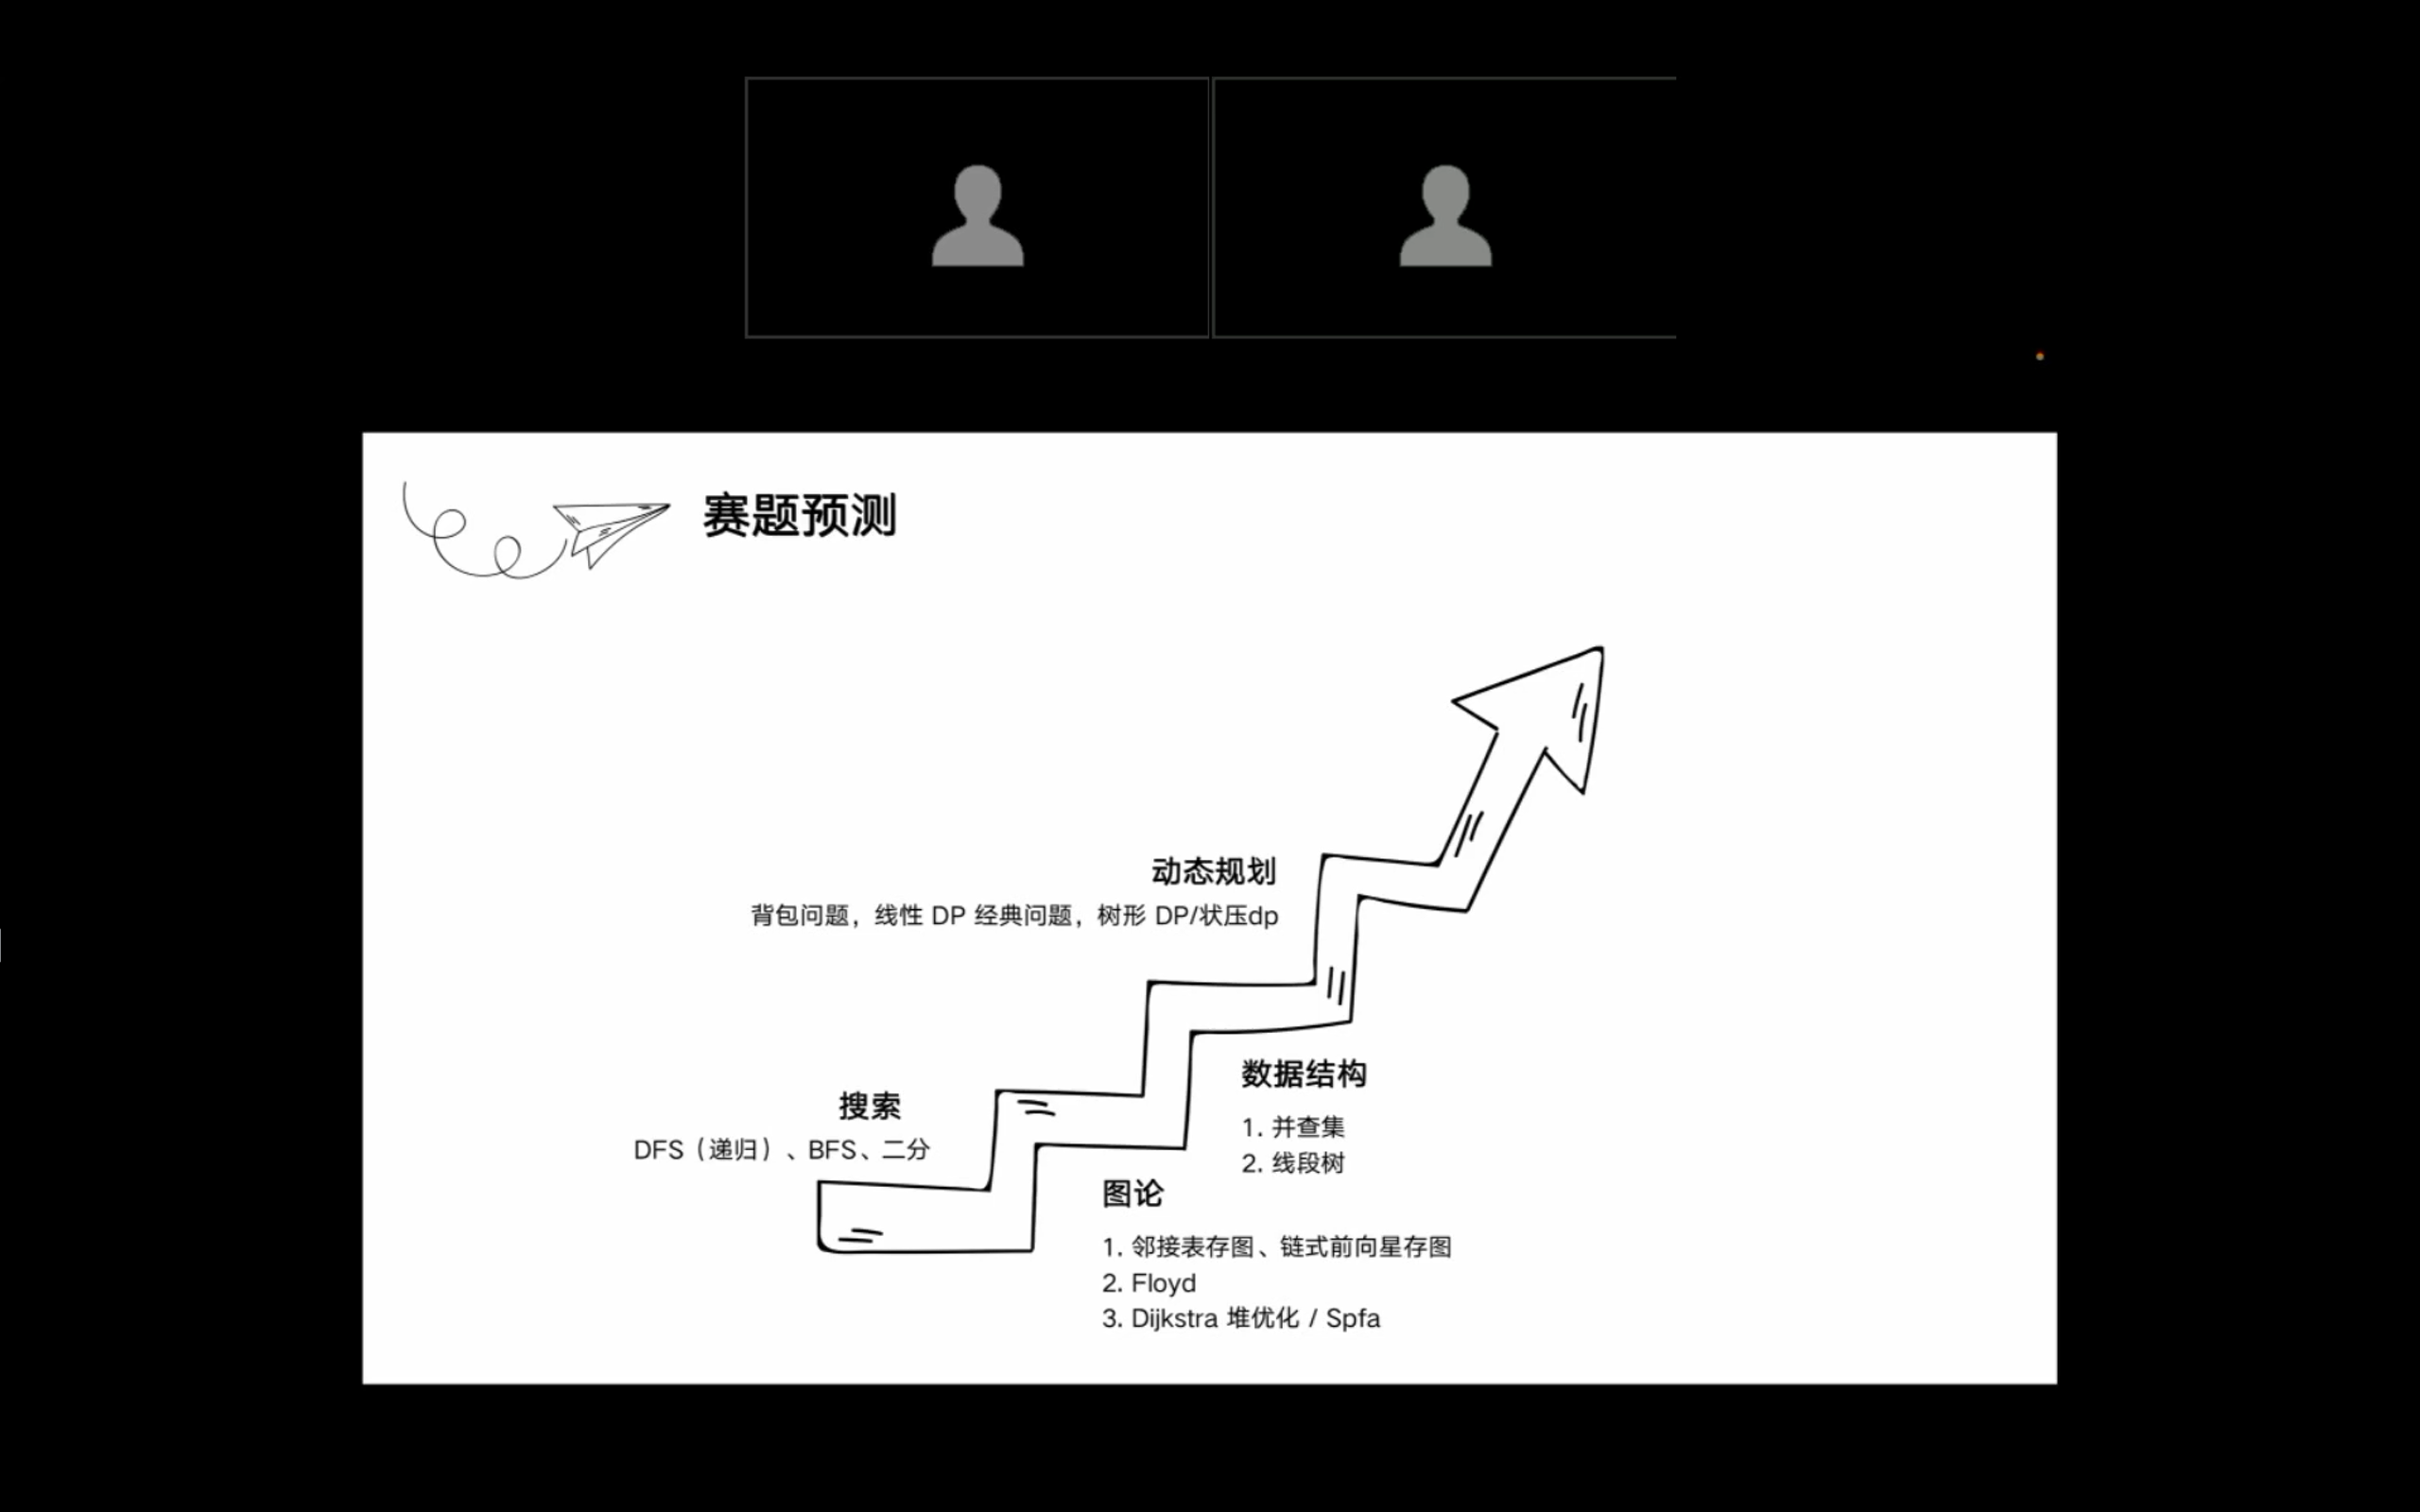 赛题预测
动态规划
背包问题，线性 DP 经典问题，树形 DP/状压dp
数据结构
1. 并查集
2. 线段树
搜索
DFS（递归）、BFS、二分
图论
1. 邻接表存图、链式前向星存图
2. Floyd
3. Dijkstra 堆优化 / Spfa